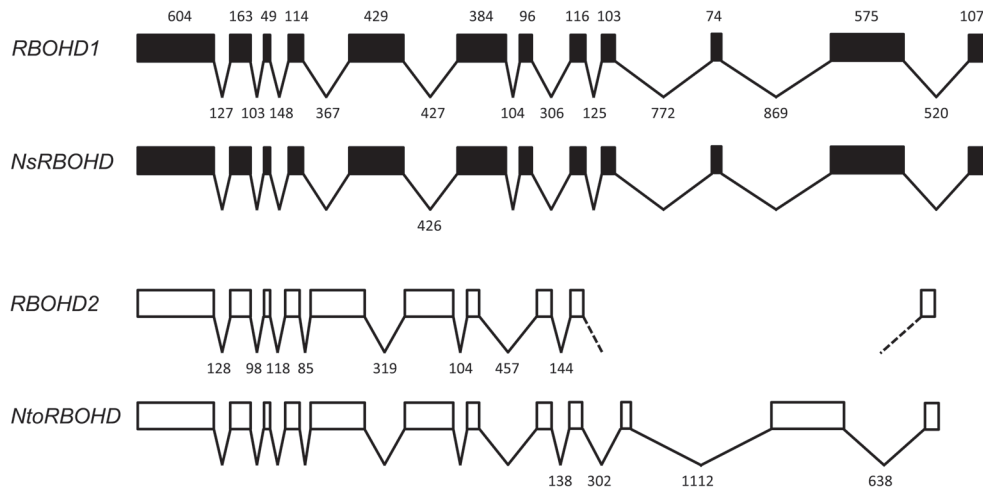 604 163 49 114 429 384 96 116 103 74 575 107
RBOHD1
127 103 148 367 427 104 306 125 772 869 520
NsRBOHD
426
RBOHD2
128 98 118 85 319 104 457 144
NtoRBOHD
138 302 1112 638